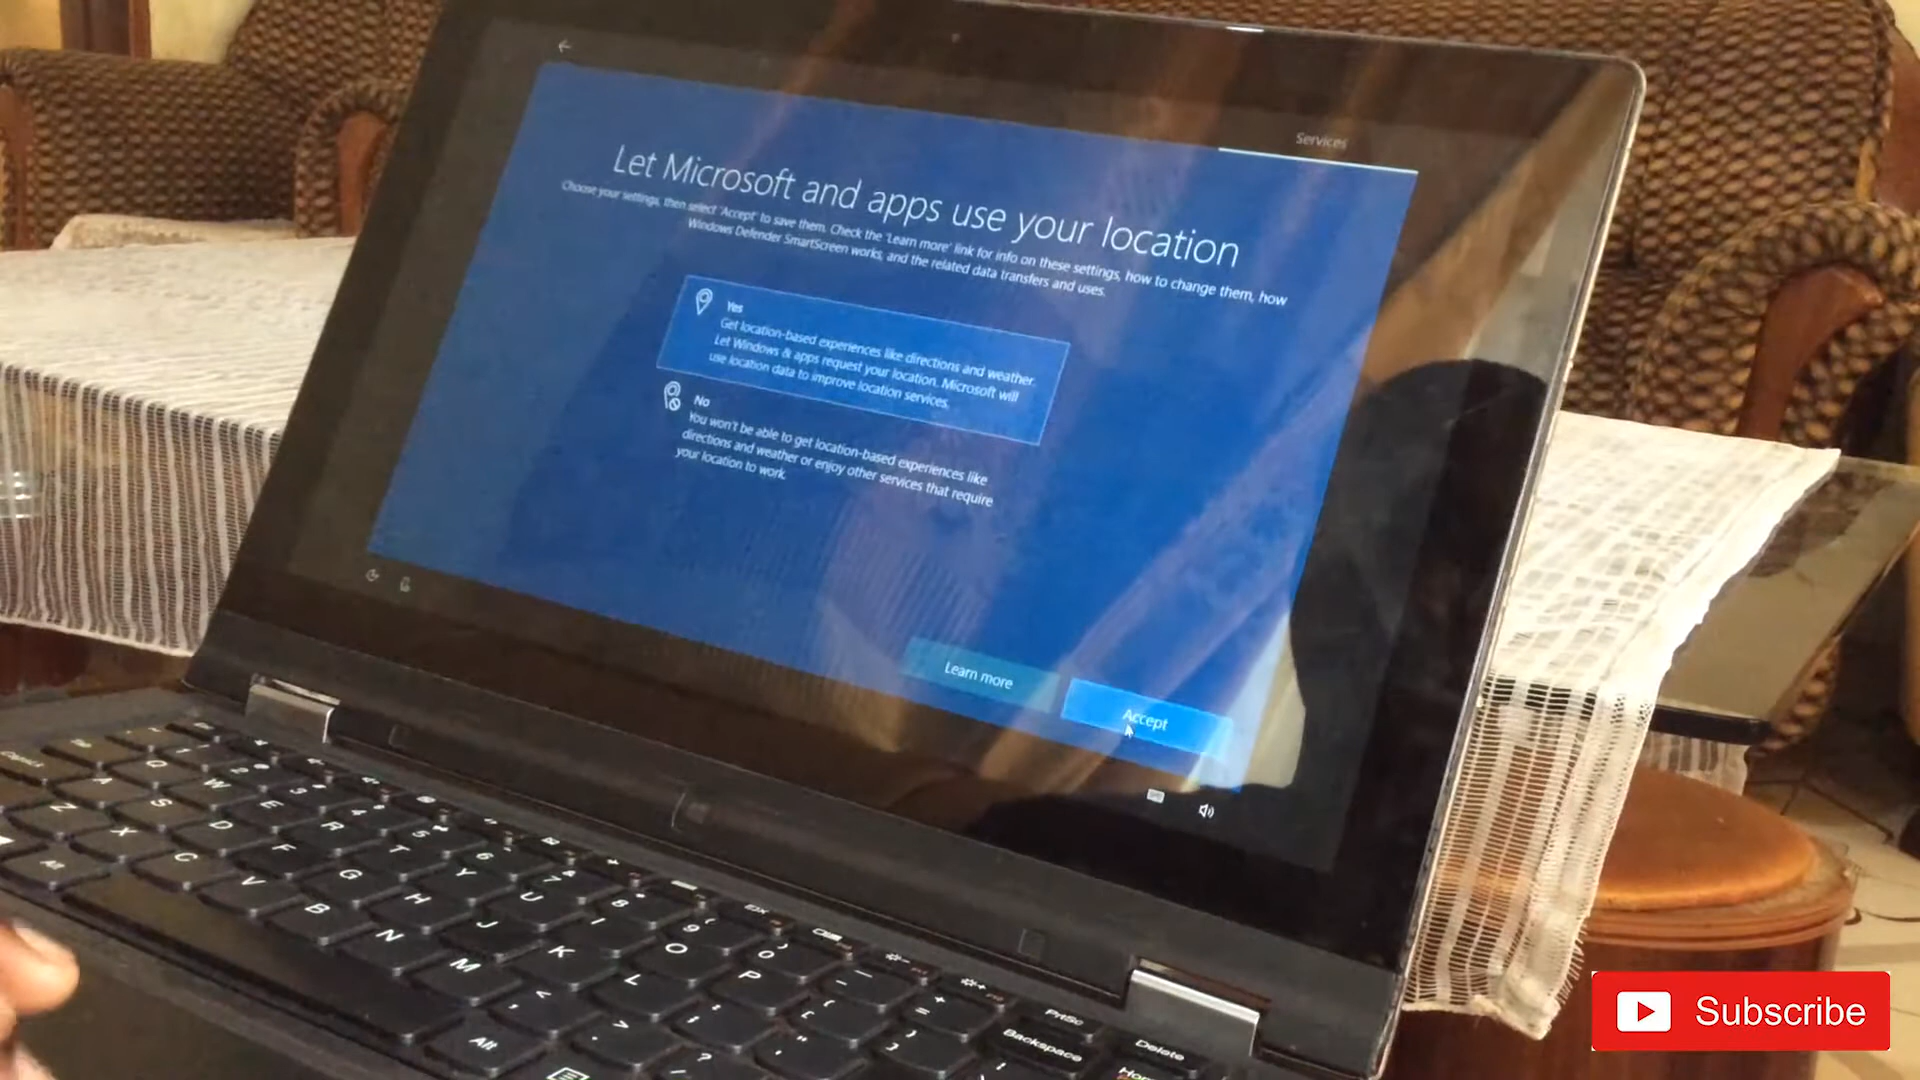 Services
Let Microsoft and apps use your location
Choose your settings, then select 'Accept' to save them. Check the 'Learn more' link for info on these settings, how to change them, how
Windows Defender SmartScreen works, and the related data transfers and uses.
Yes
Get location-based experiences like directions and weather.
Let Windows & apps request your location. Microsoft will
use location data to improve location services.
No
You won't be able to get location-based experiences like
directions and weather or enjoy other services that require
your location to work.
Learn more
Accept
Q W E R T Y U I O P
A S D F G H J K L
Z X C V B N M
Alt
Alt
PrtSc
Backspace
Delete
Subscribe